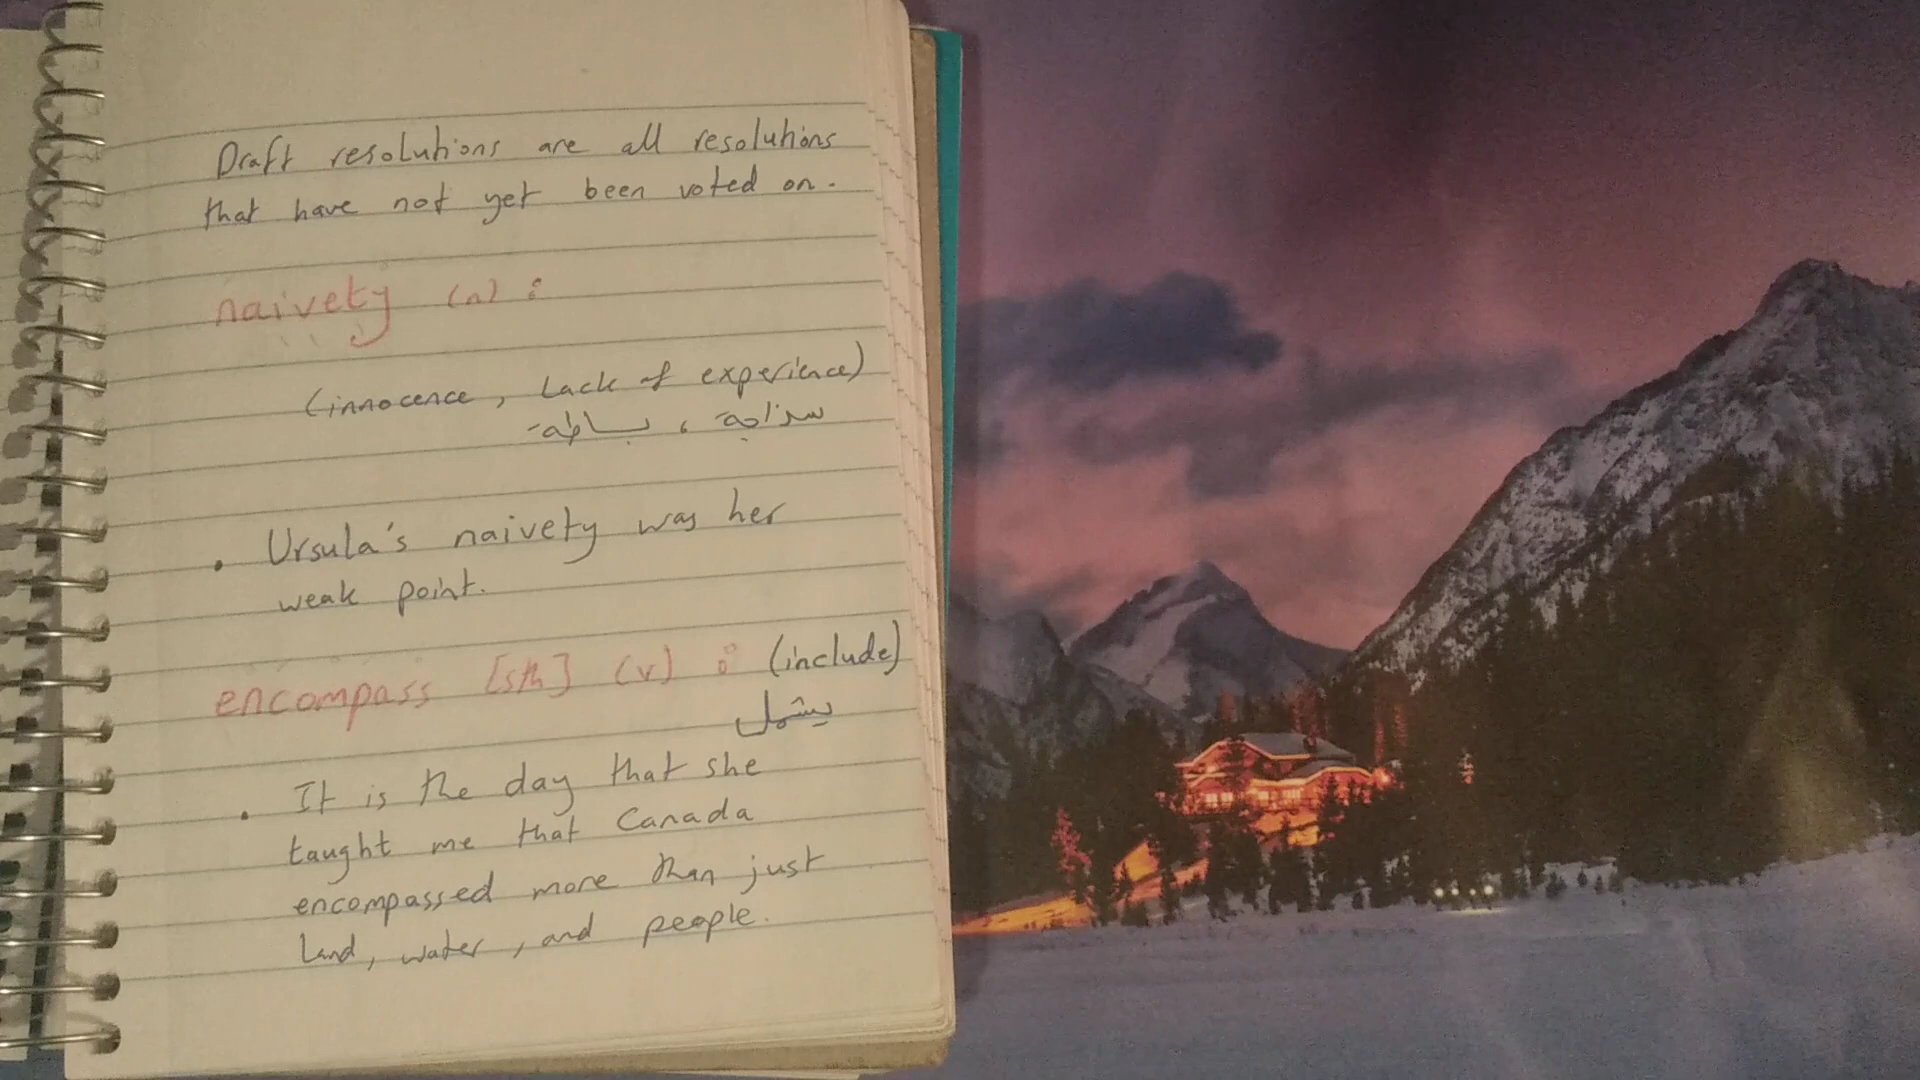 Draft resolutions are all resolutions
that have not yet been voted on.
naivety (n) :
(innocence, Lack of experience)
سذاجة ، بساطة
. Ursula's naivety was her
weak point.
encompass [sth] (v) : (include)
يشمل
. It is the day that she
taught me that Canada
encompassed more than just
land, water, and people.